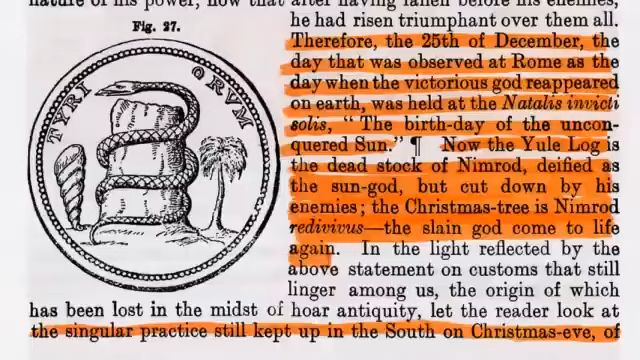 nature of his power, now that after having fallen before his enemies,
he had risen triumphant over them all.
Fig. 27.
TYRI ORVM
Therefore, the 25th of December, the
day that was observed at Rome as the
day when the victorious god reappeared
on earth, was held at the Natalis invicti
solis, “ The birth-day of the uncon-
quered Sun.” ¶ Now the Yule Log is
the dead stock of Nimrod, deified as
the sun-god, but cut down by his
enemies ; the Christmas-tree is Nimrod
redivivus—the slain god come to life
again. In the light reflected by the
above statement on customs that still
linger among us, the origin of which
has been lost in the midst of hoar antiquity, let the reader look at
the singular practice still kept up in the South on Christmas-eve, of